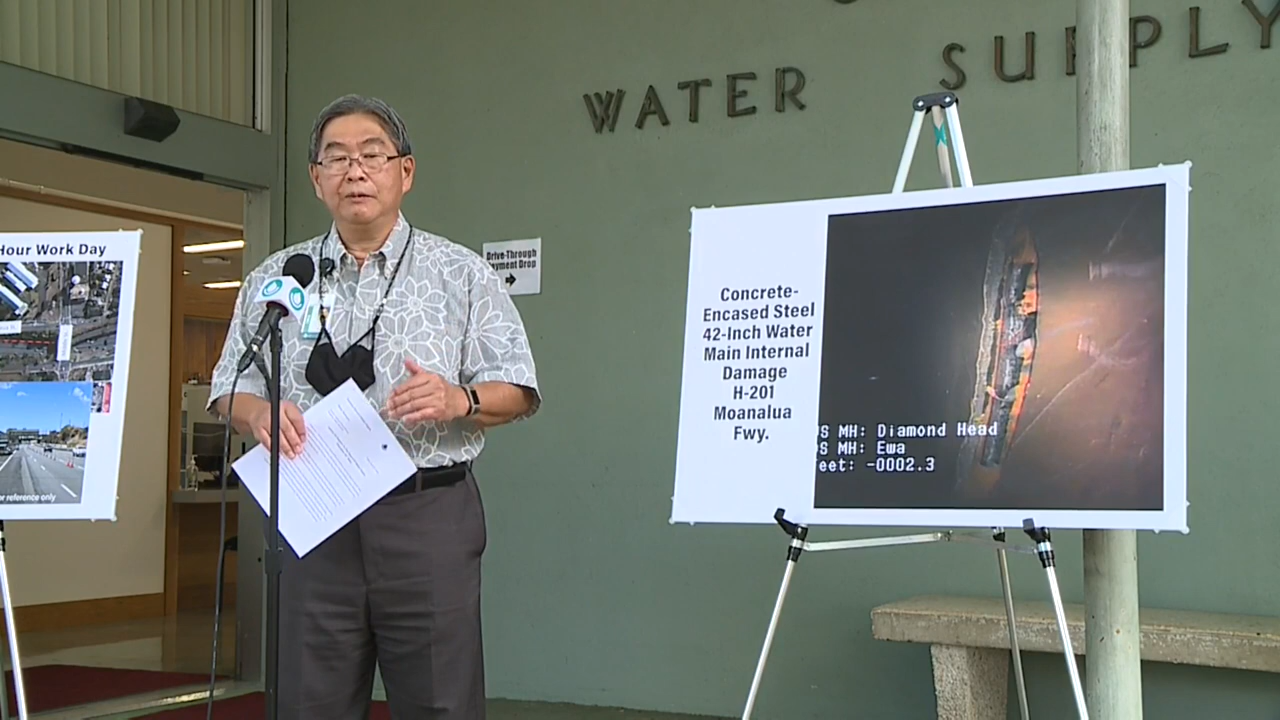 WATER SUPPLY
Hour Work Day
Drive-Through
Payment Drop
Concrete-
Encased Steel
42-Inch Water
Main Internal
Damage
H-201
Moanalua
Fwy.
S MH: Diamond Head
S MH: Ewa
eet: -0002.3
r reference only